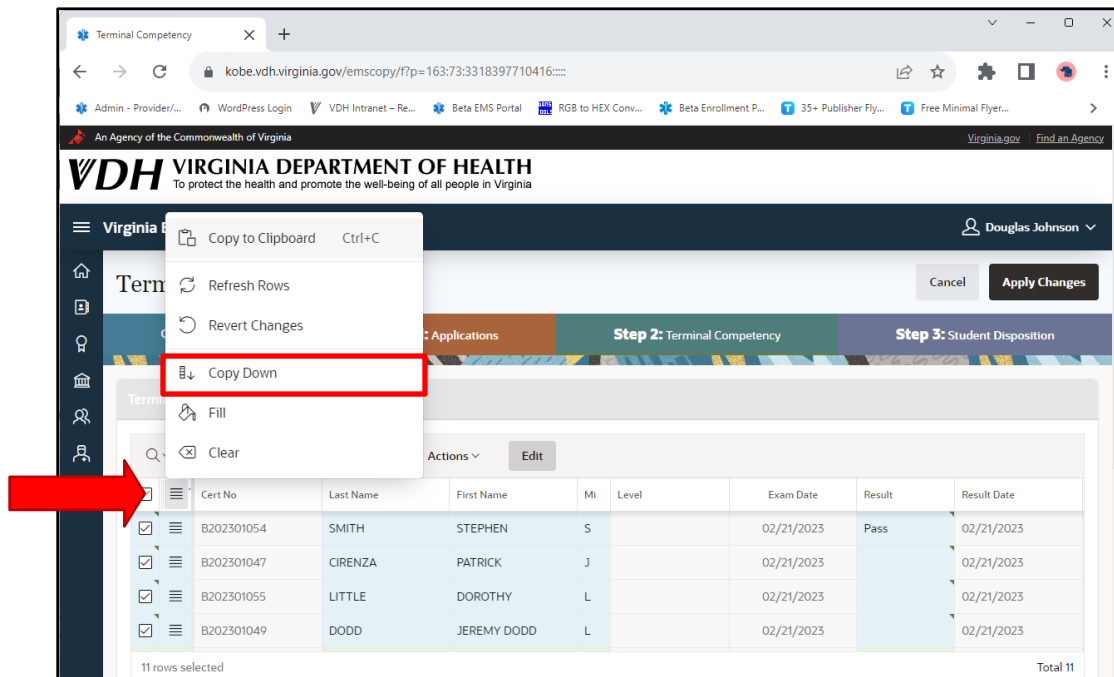 Terminal Competency
kobe.vdh.virginia.gov/emscopy/f?p=163:73:3318397710416:::::
Admin - Provider/... WordPress Login VDH Intranet – Re... Beta EMS Portal RGB to HEX Conv... Beta Enrollment P... 35+ Publisher Fly... Free Minimal Flyer...
An Agency of the Commonwealth of Virginia Virginia.gov Find an Agency
VDH VIRGINIA DEPARTMENT OF HEALTH
To protect the health and promote the well-being of all people in Virginia
Virginia Douglas Johnson
Copy to Clipboard Ctrl+C
Term Cancel Apply Changes
Refresh Rows
Revert Changes
: Applications Step 2: Terminal Competency Step 3: Student Disposition
Copy Down
Term
Fill
Clear
Actions Edit
Cert No Last Name First Name Mi Level Exam Date Result Result Date
B202301054 SMITH STEPHEN S 02/21/2023 Pass 02/21/2023
B202301047 CIRENZA PATRICK J 02/21/2023 02/21/2023
B202301055 LITTLE DOROTHY L 02/21/2023 02/21/2023
B202301049 DODD JEREMY DODD L 02/21/2023 02/21/2023
11 rows selected Total 11